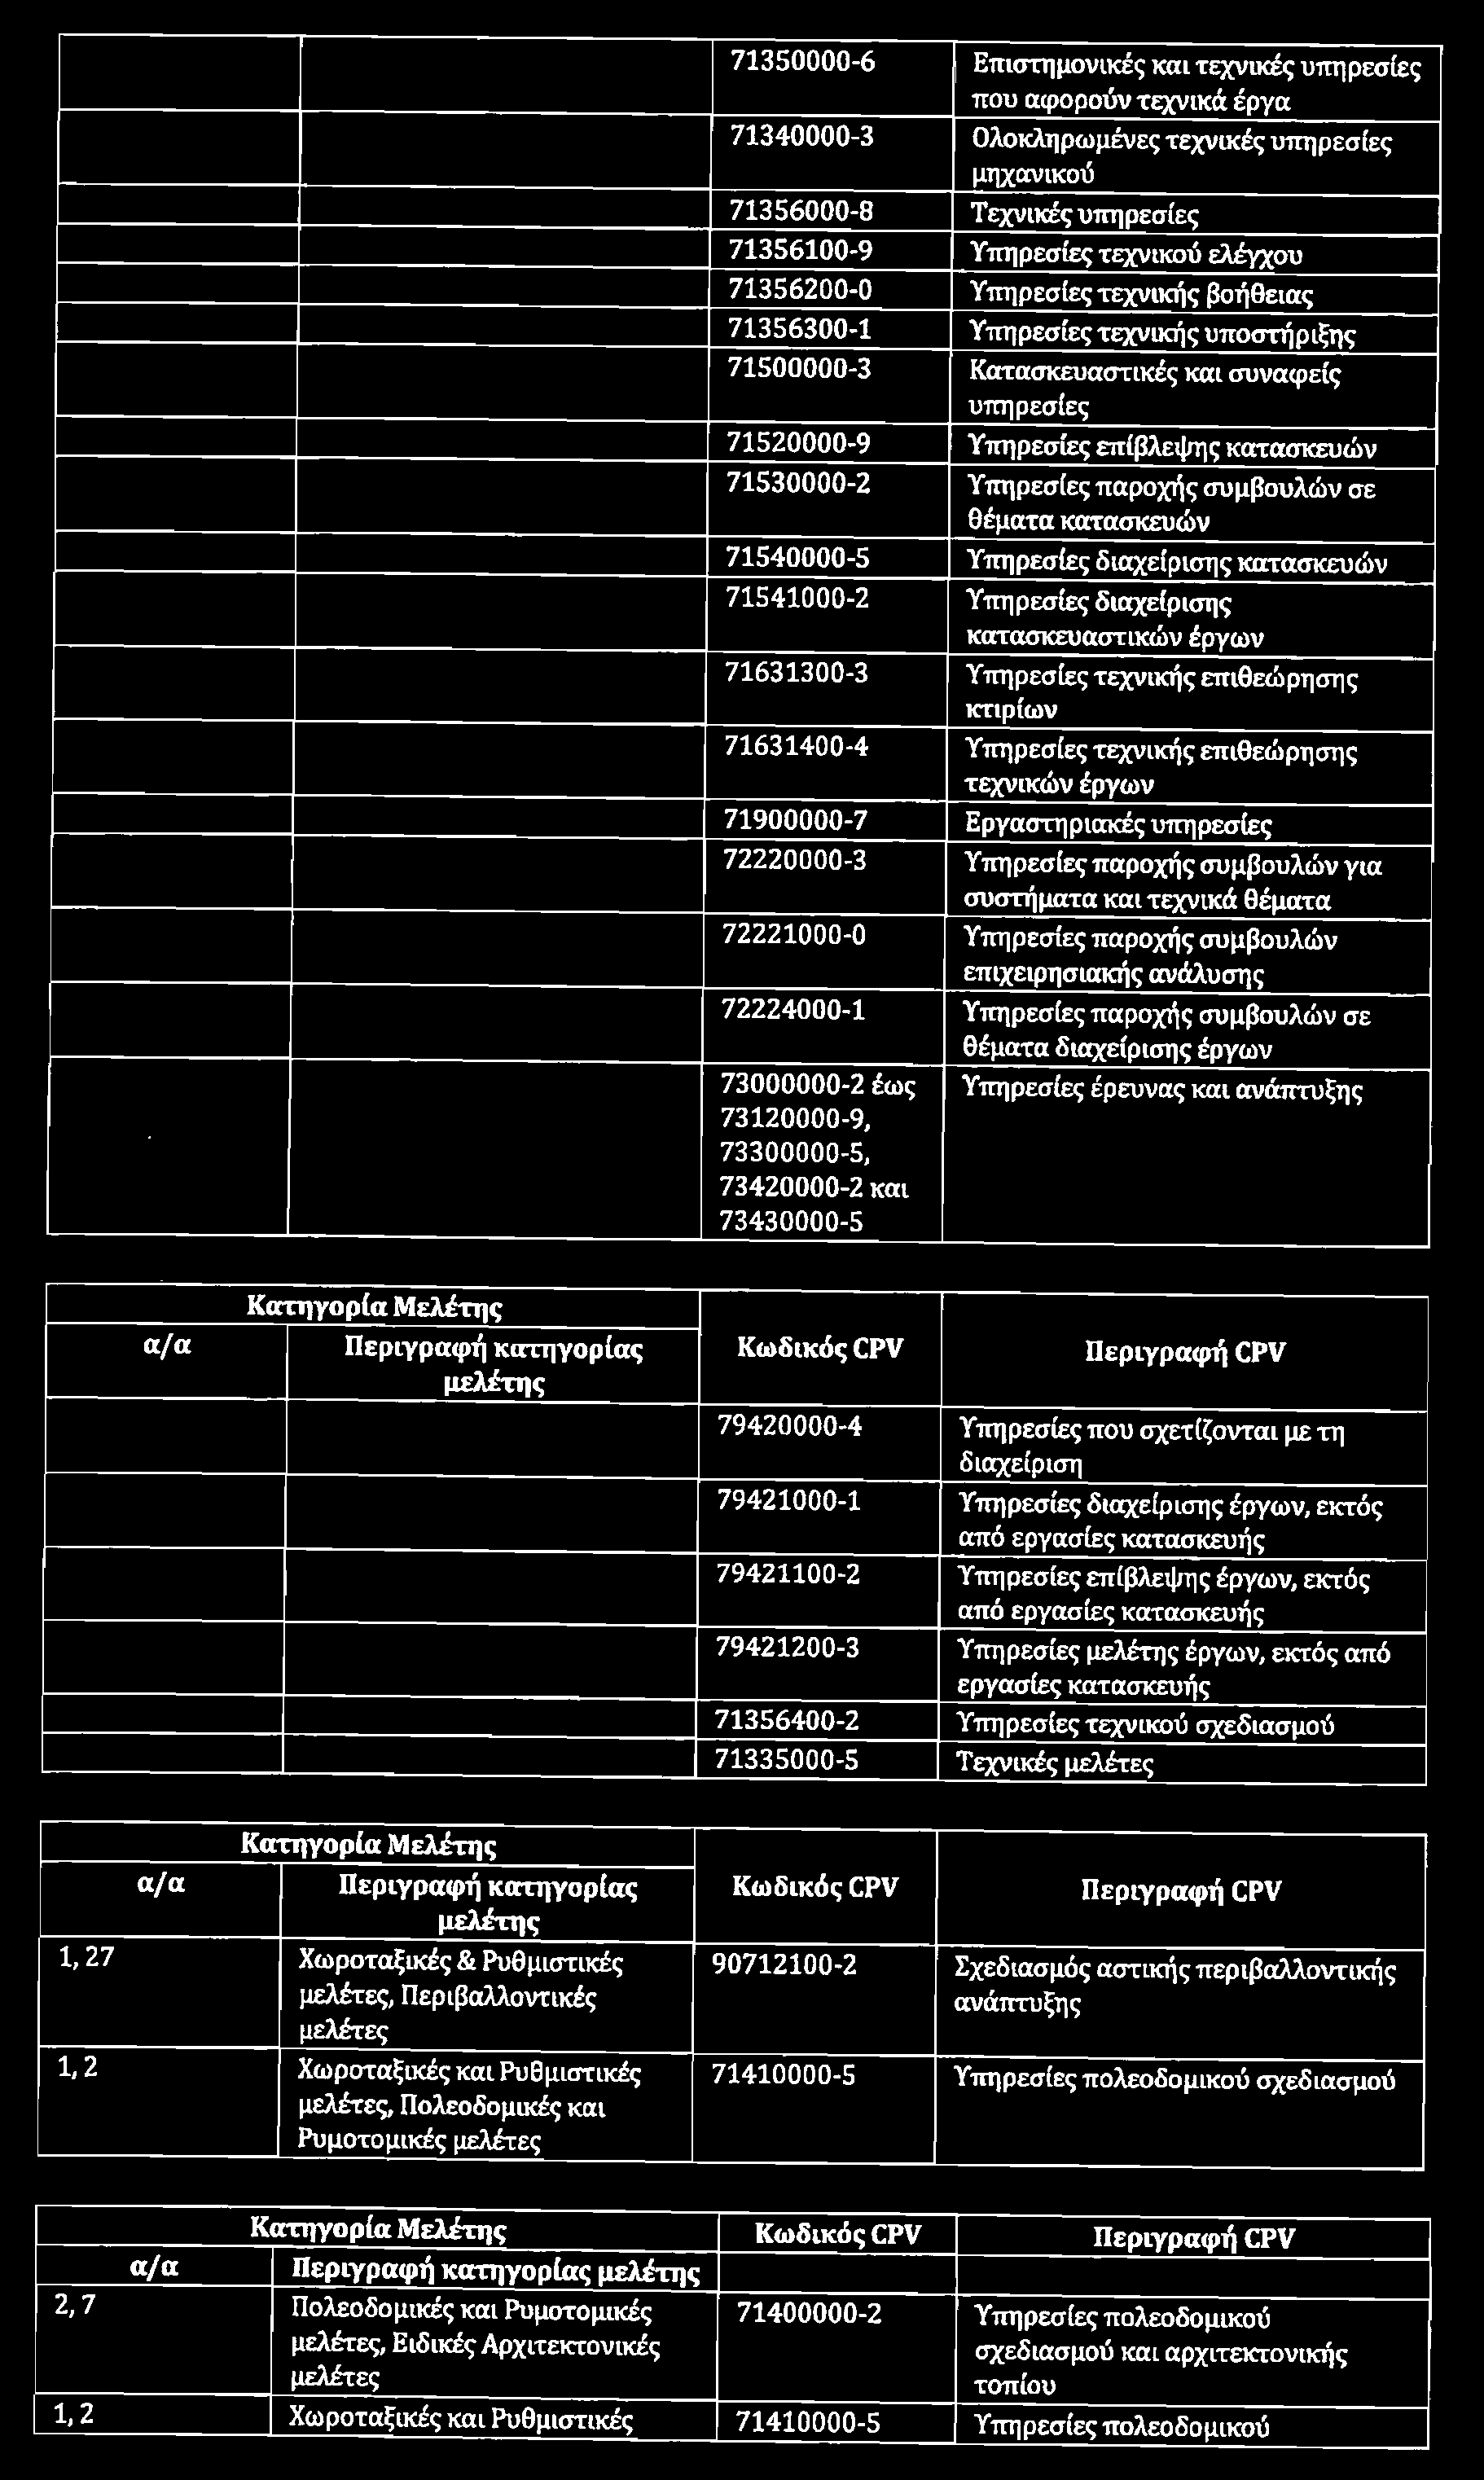 71350000-6 Επιστημονικές και τεχνικές υπηρεσίες
που αφορούν τεχνικά έργα
71340000-3 Ολοκληρωμένες τεχνικές υπηρεσίες
μηχανικού
71356000-8 Τεχνικές υπηρεσίες
71356100-9 Υπηρεσίες τεχνικού ελέγχου
71356200-0 Υπηρεσίες τεχνικής βοήθειας
71356300-1 Υπηρεσίες τεχνικής υποστήριξης
71500000-3 Κατασκευαστικές και συναφείς
υπηρεσίες
71520000-9 Υπηρεσίες επίβλεψης κατασκευών
71530000-2 Υπηρεσίες παροχής συμβουλών σε
θέματα κατασκευών
71540000-5 Υπηρεσίες διαχείρισης κατασκευών
71541000-2 Υπηρεσίες διαχείρισης
κατασκευαστικών έργων
71631300-3 Υπηρεσίες τεχνικής επιθεώρησης
κτιρίων
71631400-4 Υπηρεσίες τεχνικής επιθεώρησης
τεχνικών έργων
71900000-7 Εργαστηριακές υπηρεσίες
72220000-3 Υπηρεσίες παροχής συμβουλών για
συστήματα και τεχνικά θέματα
72221000-0 Υπηρεσίες παροχής συμβουλών
επιχειρησιακής ανάλυσης
72224000-1 Υπηρεσίες παροχής συμβουλών σε
θέματα διαχείρισης έργων
73000000-2 έως Υπηρεσίες έρευνας και ανάπτυξης
73120000-9,
73300000-5,
73420000-2 και
73430000-5
Κατηγορία Μελέτης
α/α Περιγραφή κατηγορίας Κωδικός CPV Περιγραφή CPV
μελέτης
79420000-4 Υπηρεσίες που σχετίζονται με τη
διαχείριση
79421000-1 Υπηρεσίες διαχείρισης έργων, εκτός
από εργασίες κατασκευής
79421100-2 Υπηρεσίες επίβλεψης έργων, εκτός
από εργασίες κατασκευής
79421200-3 Υπηρεσίες μελέτης έργων, εκτός από
εργασίες κατασκευής
71356400-2 Υπηρεσίες τεχνικού σχεδιασμού
71335000-5 Τεχνικές μελέτες
Κατηγορία Μελέτης
α/α Περιγραφή κατηγορίας Κωδικός CPV Περιγραφή CPV
μελέτης
1, 27 Χωροταξικές & Ρυθμιστικές 90712100-2 Σχεδιασμός αστικής περιβαλλοντικής
μελέτες, Περιβαλλοντικές ανάπτυξης
μελέτες
1, 2 Χωροταξικές και Ρυθμιστικές 71410000-5 Υπηρεσίες πολεοδομικού σχεδιασμού
μελέτες, Πολεοδομικές και
Ρυμοτομικές μελέτες
Κατηγορία Μελέτης Κωδικός CPV Περιγραφή CPV
α/α Περιγραφή κατηγορίας μελέτης
2, 7 Πολεοδομικές και Ρυμοτομικές 71400000-2 Υπηρεσίες πολεοδομικού
μελέτες, Ειδικές Αρχιτεκτονικές σχεδιασμού και αρχιτεκτονικής
μελέτες τοπίου
1, 2 Χωροταξικές και Ρυθμιστικές 71410000-5 Υπηρεσίες πολεοδομικού